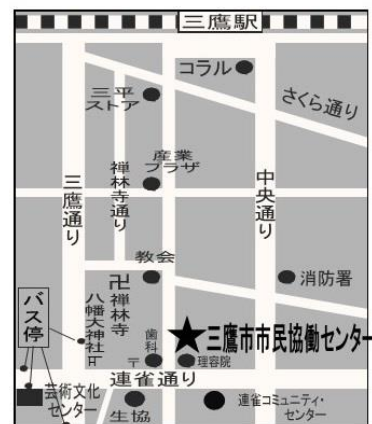 三鷹駅
コラル
三平
ストア
さくら通り
産業
プラザ
禅林寺通り
三鷹通り
中央通り
教会
消防署
卍禅林寺
八幡大神社
バス停
歯科
★三鷹市市民協働センター
〒
理容院
連雀通り
芸術文化
センター
生協
連雀コミュニティ・
センター